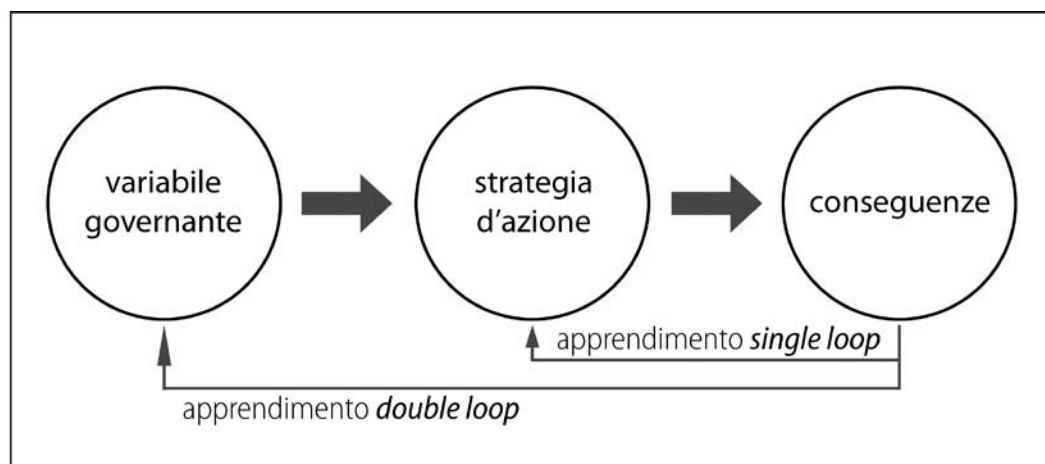 variabile
governante
strategia
d’azione
conseguenze
apprendimento single loop
apprendimento double loop